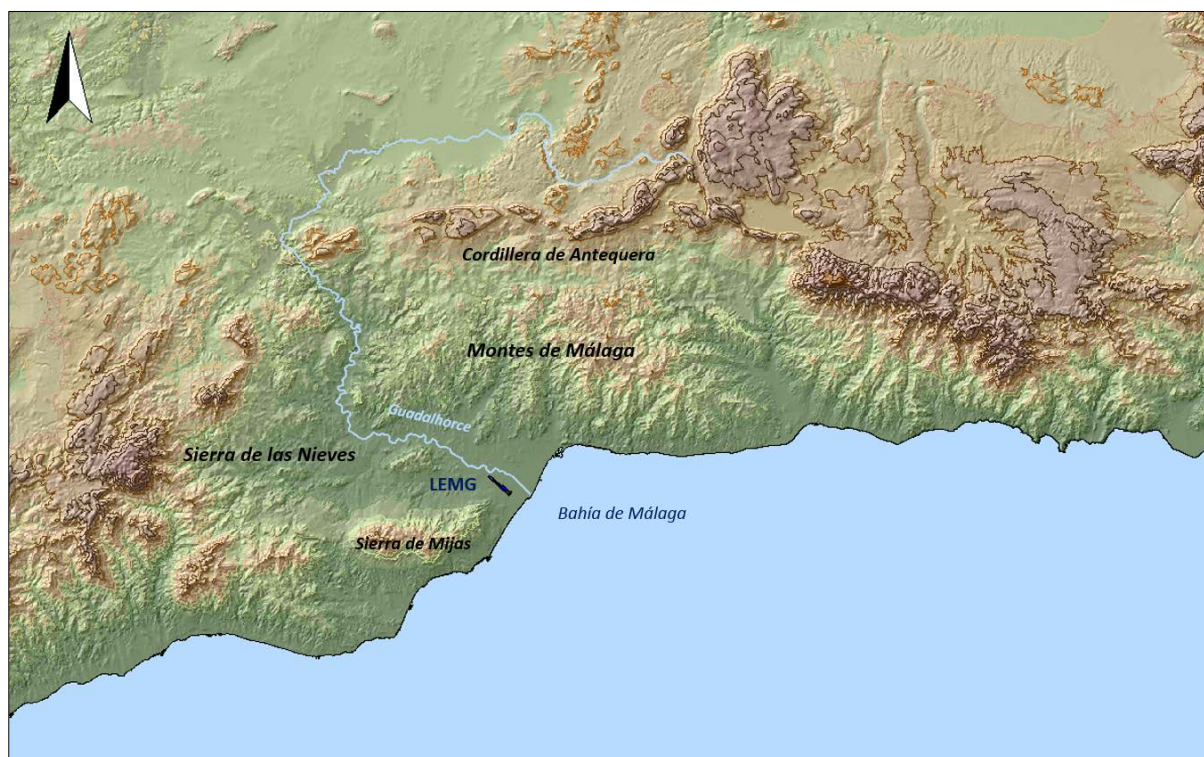 Cordillera de Antequera
Montes de Málaga
Guadalhorce
Sierra de las Nieves
LEMG
Bahía de Málaga
Sierra de Mijas